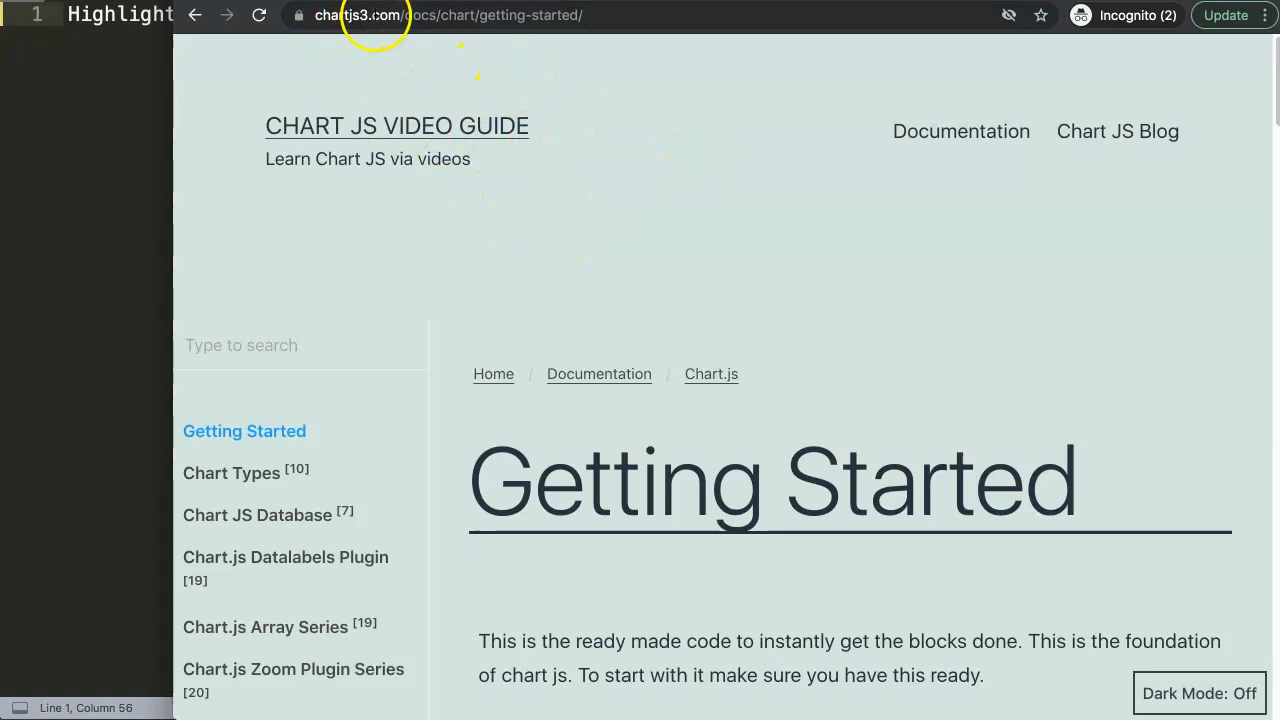 1 Highlight
chartjs3.com/docs/chart/getting-started/
Incognito (2)
Update
CHART JS VIDEO GUIDE
Learn Chart JS via videos
Documentation
Chart JS Blog
Type to search
Home / Documentation / Chart.js
Getting Started
Getting Started
Chart Types [10]
Chart JS Database [7]
Chart.js Datalabels Plugin
[19]
Chart.js Array Series [19]
Chart.js Zoom Plugin Series
[20]
This is the ready made code to instantly get the blocks done. This is the foundation
of chart js. To start with it make sure you have this ready.
Dark Mode: Off
Line 1, Column 56